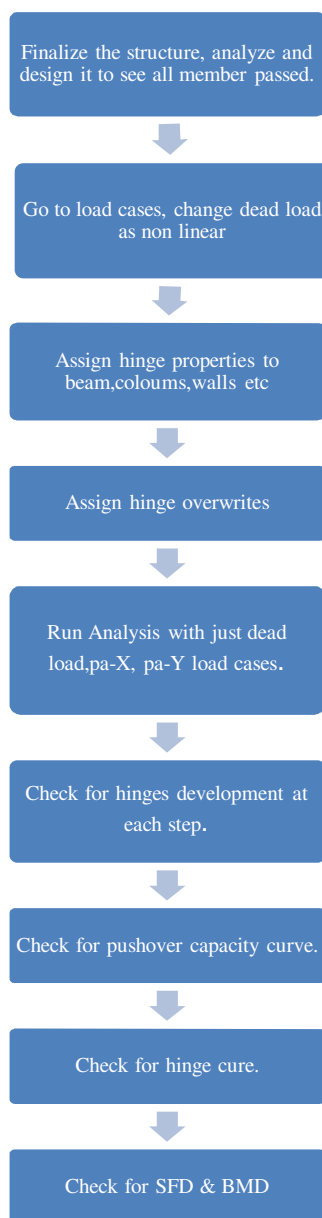 Finalize the structure, analyze and
design it to see all member passed.
Go to load cases, change dead load
as non linear
Assign hinge properties to
beam,coloums,walls etc
Assign hinge overwrites
Run Analysis with just dead
load,pa-X, pa-Y load cases.
Check for hinges development at
each step.
Check for pushover capacity curve.
Check for hinge cure.
Check for SFD & BMD